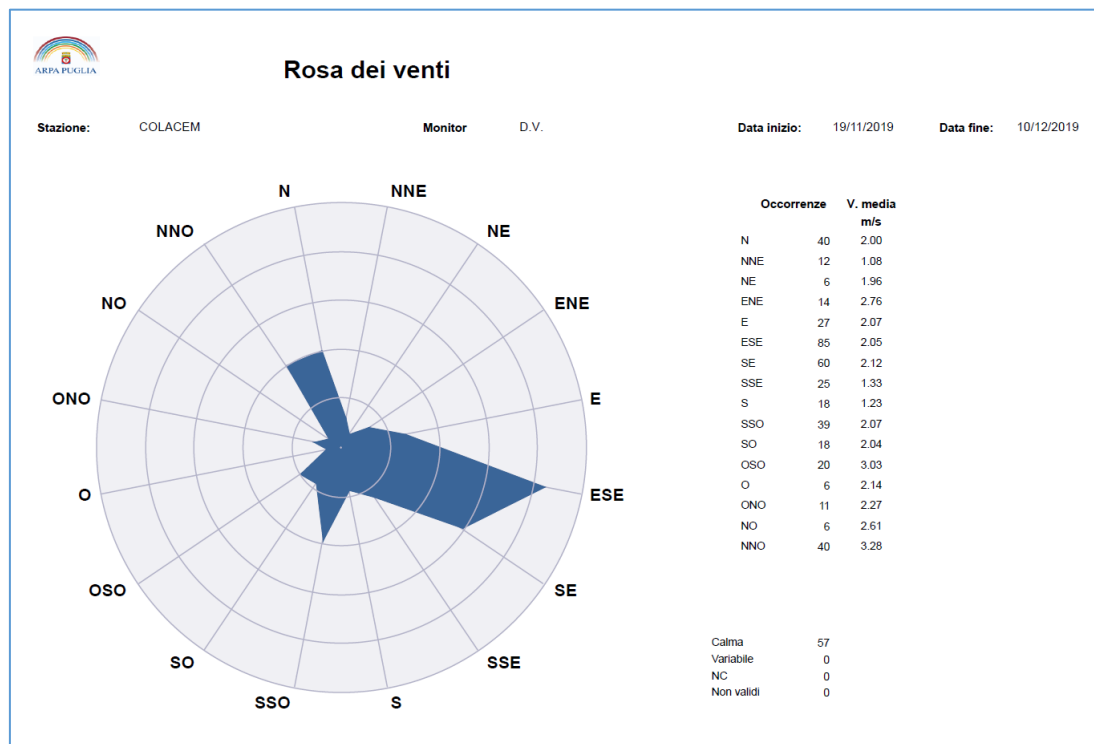 ARPA PUGLIA
Rosa dei venti
Stazione: COLACEM Monitor D.V. Data inizio: 19/11/2019 Data fine: 10/12/2019
N
NNE
NE
ENE
E
ESE
SE
SSE
S
SSO
SO
OSO
O
ONO
NO
NNO
Occorrenze V. media
m/s
N 40 2.00
NNE 12 1.08
NE 6 1.96
ENE 14 2.76
E 27 2.07
ESE 85 2.05
SE 60 2.12
SSE 25 1.33
S 18 1.23
SSO 39 2.07
SO 18 2.04
OSO 20 3.03
O 6 2.14
ONO 11 2.27
NO 6 2.61
NNO 40 3.28
Calma 57
Variabile 0
NC 0
Non validi 0